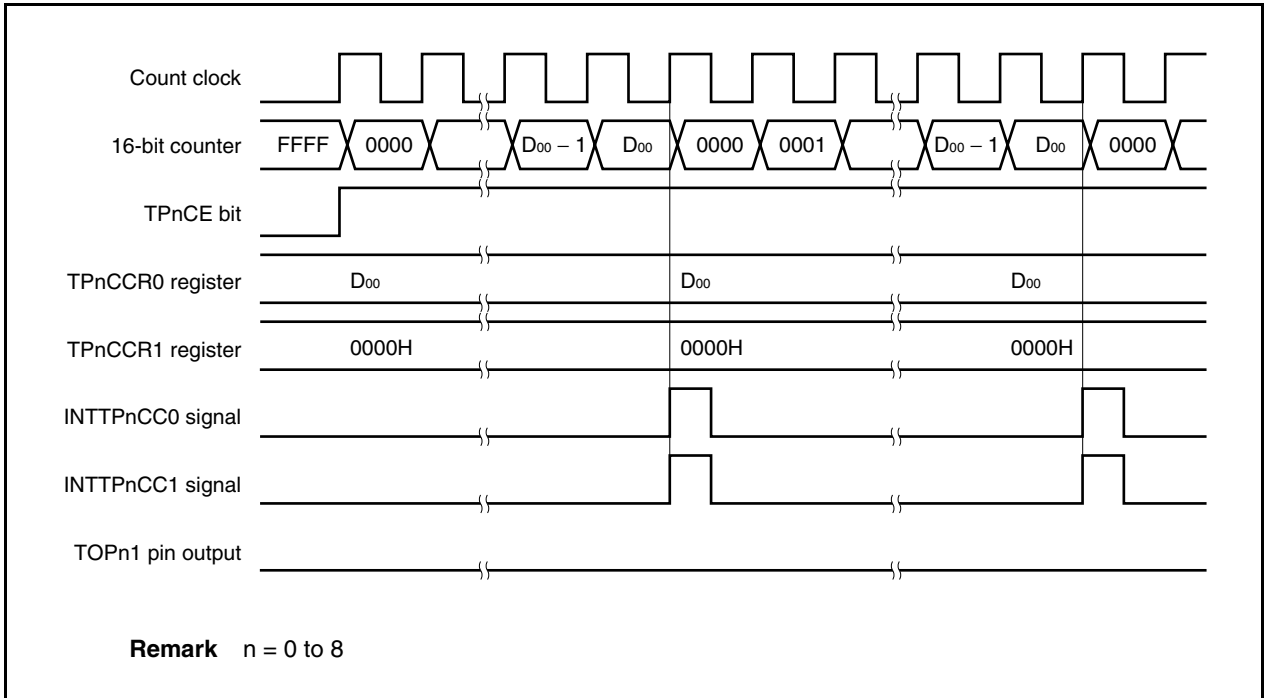 Count clock
16-bit counter FFFF 0000 D00 − 1 D00 0000 0001 D00 − 1 D00 0000
TPnCE bit
TPnCCR0 register D00 D00 D00
TPnCCR1 register 0000H 0000H 0000H
INTTPnCC0 signal
INTTPnCC1 signal
TOPn1 pin output
Remark n = 0 to 8